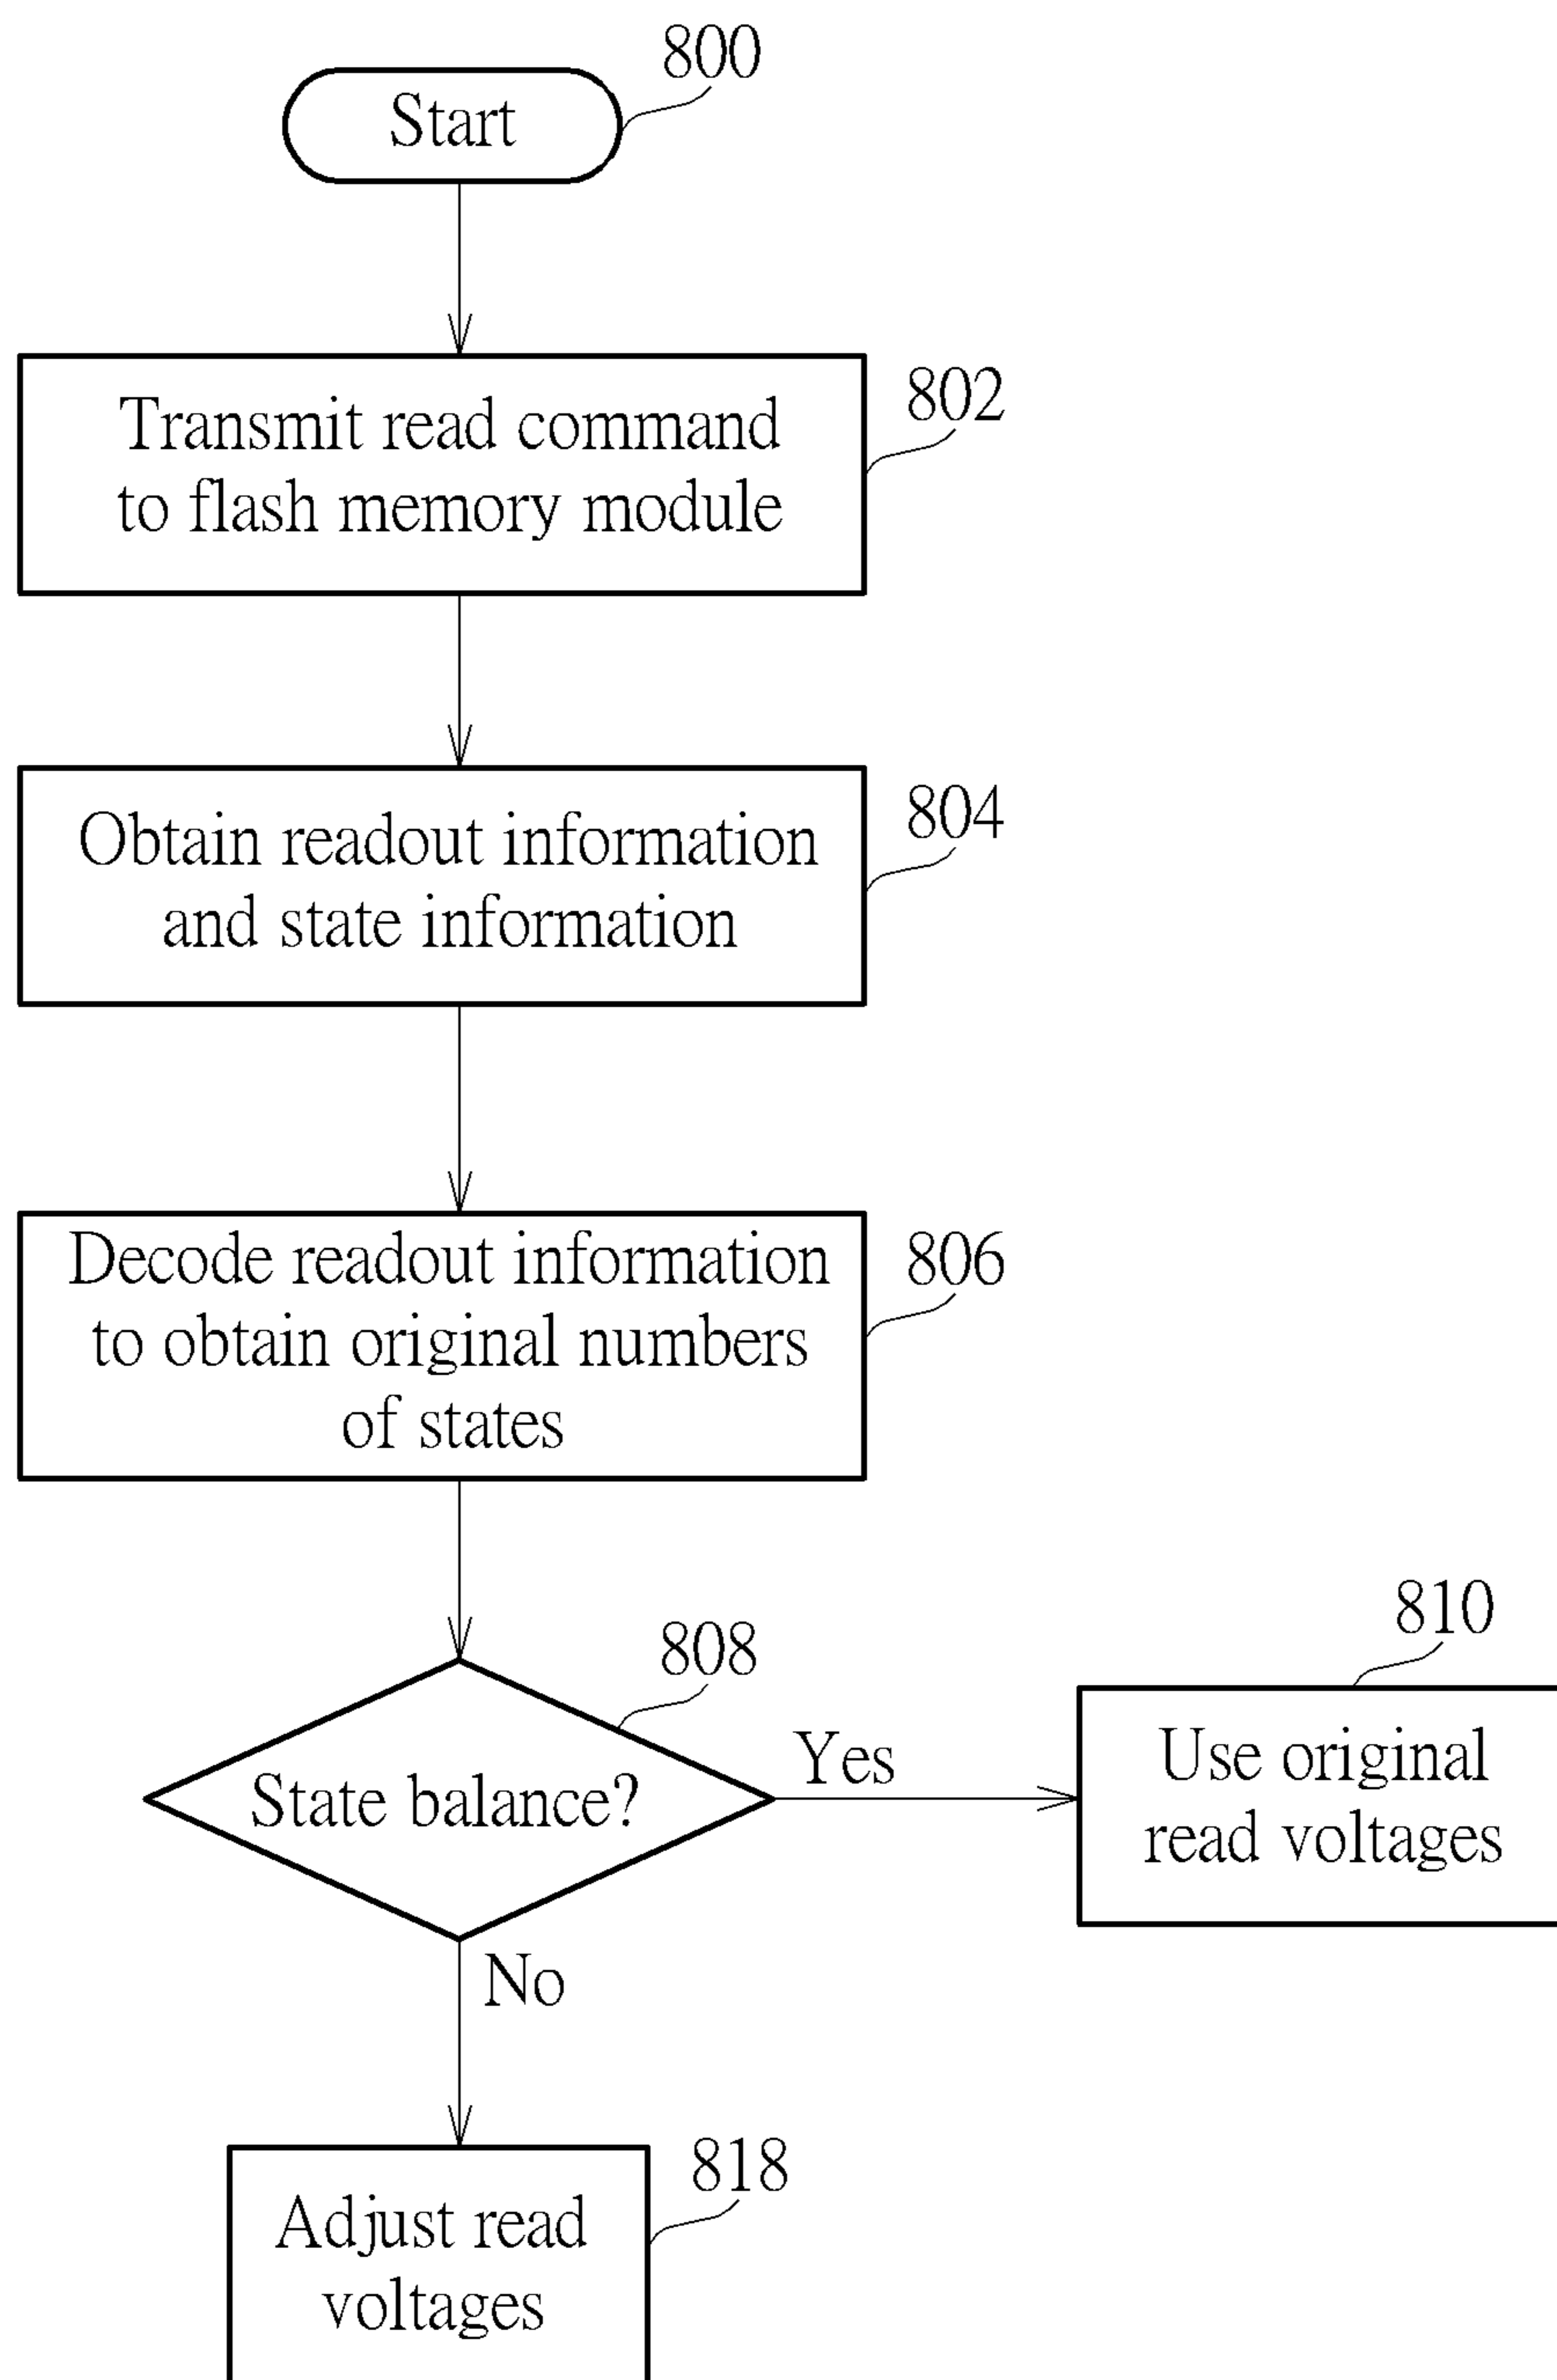 800
Start
802
Transmit read command
to flash memory module
804
Obtain readout information
and state information
806
Decode readout information
to obtain original numbers
of states
808
State balance?
Yes
810
Use original
read voltages
No
818
Adjust read
voltages